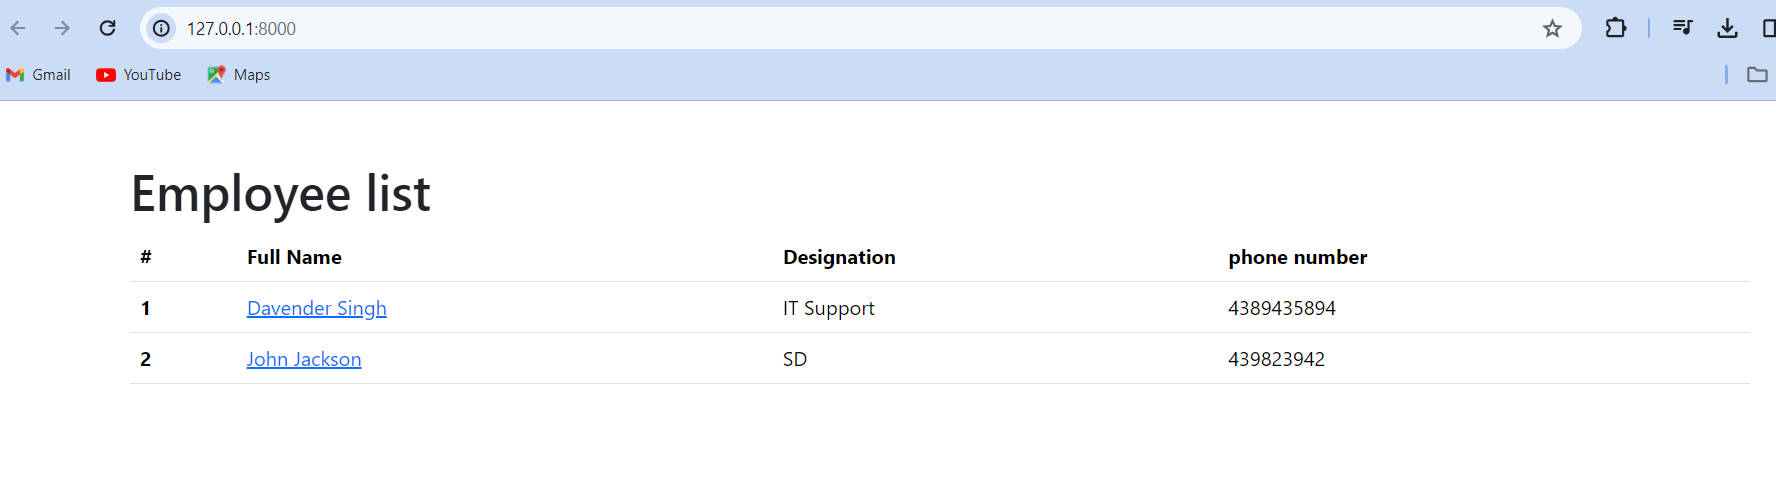 127.0.0.1:8000
Gmail YouTube Maps
Employee list
# Full Name Designation phone number
1 Davender Singh IT Support 4389435894
2 John Jackson SD 439823942